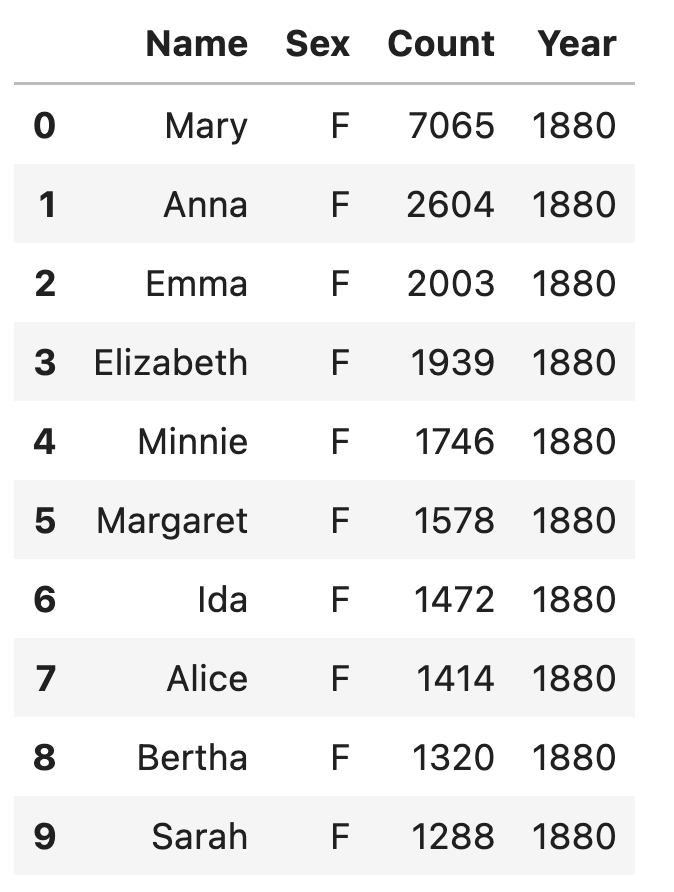 Name Sex Count Year
0 Mary F 7065 1880
1 Anna F 2604 1880
2 Emma F 2003 1880
3 Elizabeth F 1939 1880
4 Minnie F 1746 1880
5 Margaret F 1578 1880
6 Ida F 1472 1880
7 Alice F 1414 1880
8 Bertha F 1320 1880
9 Sarah F 1288 1880